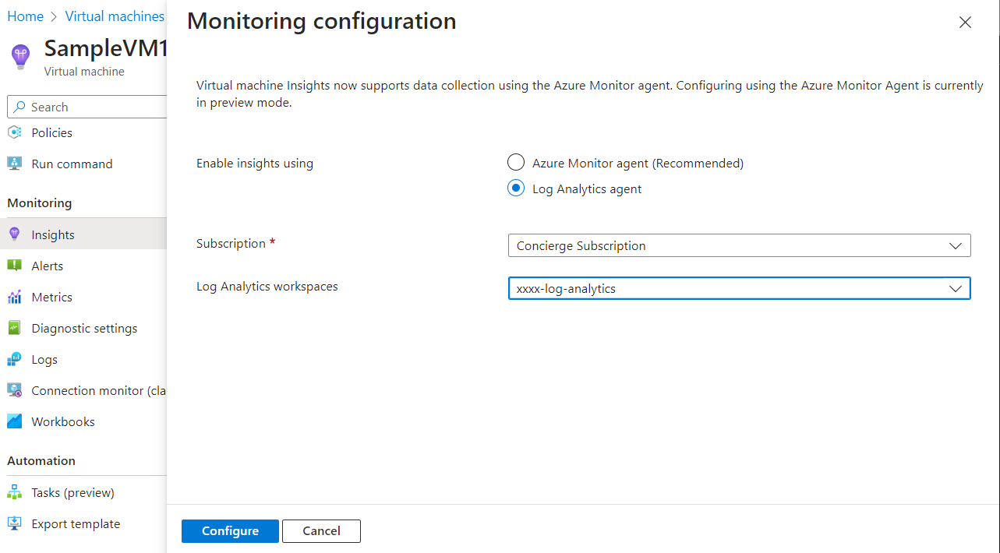 Home > Virtual machines
SampleVM1
Virtual machine
Search
Policies
Run command
Monitoring
Insights
Alerts
Metrics
Diagnostic settings
Logs
Connection monitor (cla
Workbooks
Automation
Tasks (preview)
Export template
Monitoring configuration
Virtual machine Insights now supports data collection using the Azure Monitor agent. Configuring using the Azure Monitor Agent is currently
in preview mode.
Enable insights using
Azure Monitor agent (Recommended)
Log Analytics agent
Subscription *
Concierge Subscription
Log Analytics workspaces
xxxx-log-analytics
Configure
Cancel